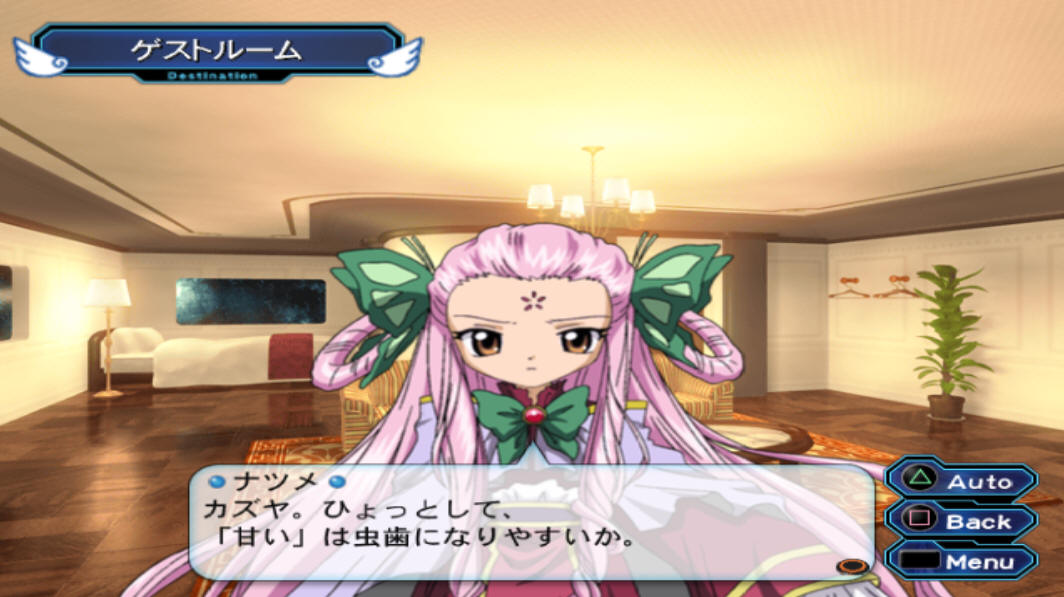 ゲストルーム
Destination
ナツメ
カズヤ。ひょっとして、
「甘い」は虫歯になりやすいか。
Auto
Back
Menu